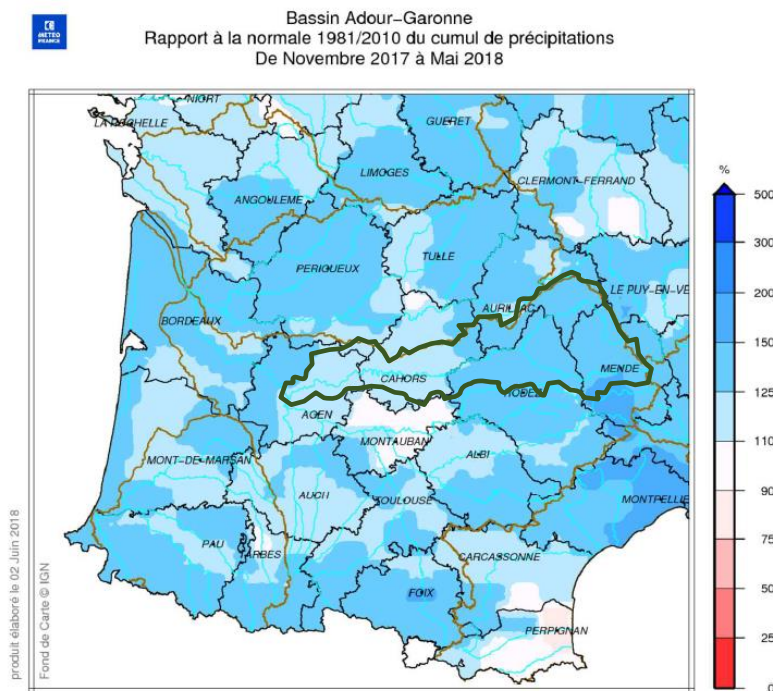 METEO
FRANCE
Bassin Adour-Garonne
Rapport à la normale 1981/2010 du cumul de précipitations
De Novembre 2017 à Mai 2018
NIORT
LA ROCHELLE
GUERET
LIMOGES
CLERMONT-FERRAND
ANGOULEME
TULLE
PERIGUEUX
LE PUY-EN-VE
AURILLAC
BORDEAUX
MENDE
CAHORS
RODEZ
AGEN
MONTAUBAN
ALBI
MONT-DE-MARSAN
AUCH
TOULOUSE
MONTPELLIE
PAU
TARBES
CARCASSONNE
FOIX
PERPIGNAN
%
500
300
200
150
125
110
90
75
50
25
0
produit élaboré le 02 Juin 2018
Fond de Carte © IGN